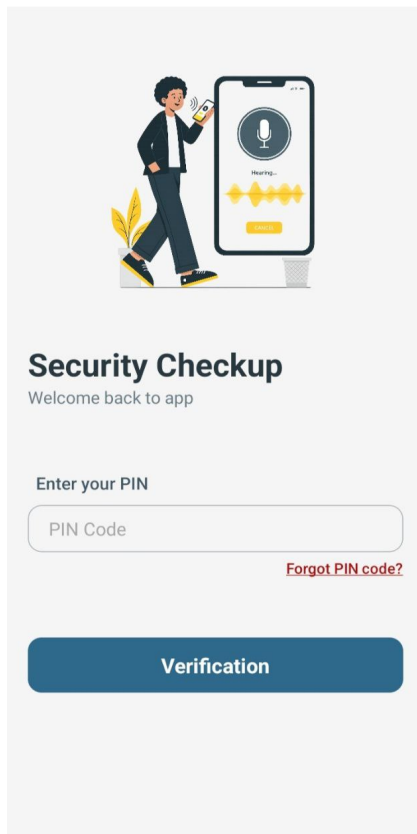 Hearing...
Security Checkup
Welcome back to app
Enter your PIN
PIN Code
Forgot PIN code?
Verification